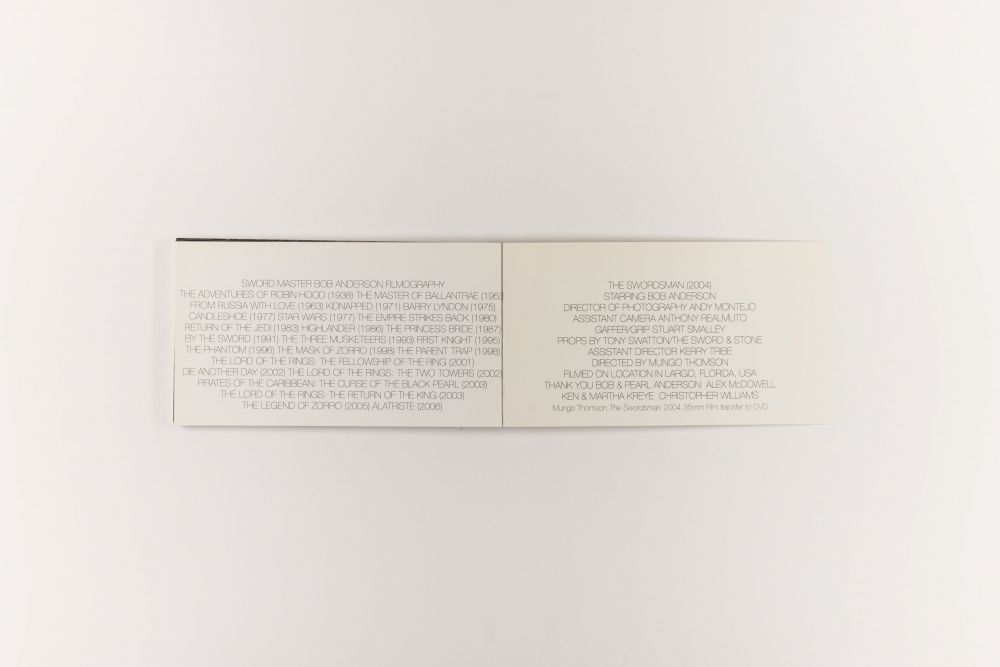 SWORD MASTER BOB ANDERSON FILMOGRAPHY
THE ADVENTURES OF ROBIN HOOD (1938) THE MASTER OF BALLANTRAE (1953
FROM RUSSIA WITH LOVE (1963) KIDNAPPED (1971) BARRY LYNDON (1975)
CANDLESHOE (1977) STAR WARS (1977) THE EMPIRE STRIKES BACK (1980)
RETURN OF THE JEDI (1983) HIGHLANDER (1986) THE PRINCESS BRIDE (1987)
BY THE SWORD (1991) THE THREE MUSKETEERS (1993) FIRST KNIGHT (1995)
THE PHANTOM (1996) THE MASK OF ZORRO (1998) THE PARENT TRAP (1998)
THE LORD OF THE RINGS: THE FELLOWSHIP OF THE RING (2001)
DIE ANOTHER DAY (2002) THE LORD OF THE RINGS: THE TWO TOWERS (2002)
PIRATES OF THE CARIBBEAN: THE CURSE OF THE BLACK PEARL (2003)
THE LORD OF THE RINGS: THE RETURN OF THE KING (2003)
THE LEGEND OF ZORRO (2005) ALATRISTE (2006)
THE SWORDSMAN (2004)
STARRING BOB ANDERSON
DIRECTOR OF PHOTOGRAPHY ANDY MONTEJO
ASSISTANT CAMERA ANTHONY REALMUTO
GAFFER/GRIP STUART SMALLEY
PROPS BY TONY SWATTON/THE SWORD & STONE
ASSISTANT DIRECTOR KERRY TRIBE
DIRECTED BY MUNGO THOMSON
FILMED ON LOCATION IN LARGO, FLORIDA, USA
THANK YOU BOB & PEARL ANDERSON ALEX McDOWELL
KEN & MARTHA KREYE CHRISTOPHER WILLIAMS
Mungo Thomson The Swordsman 2004 35mm Film transfer to DVD